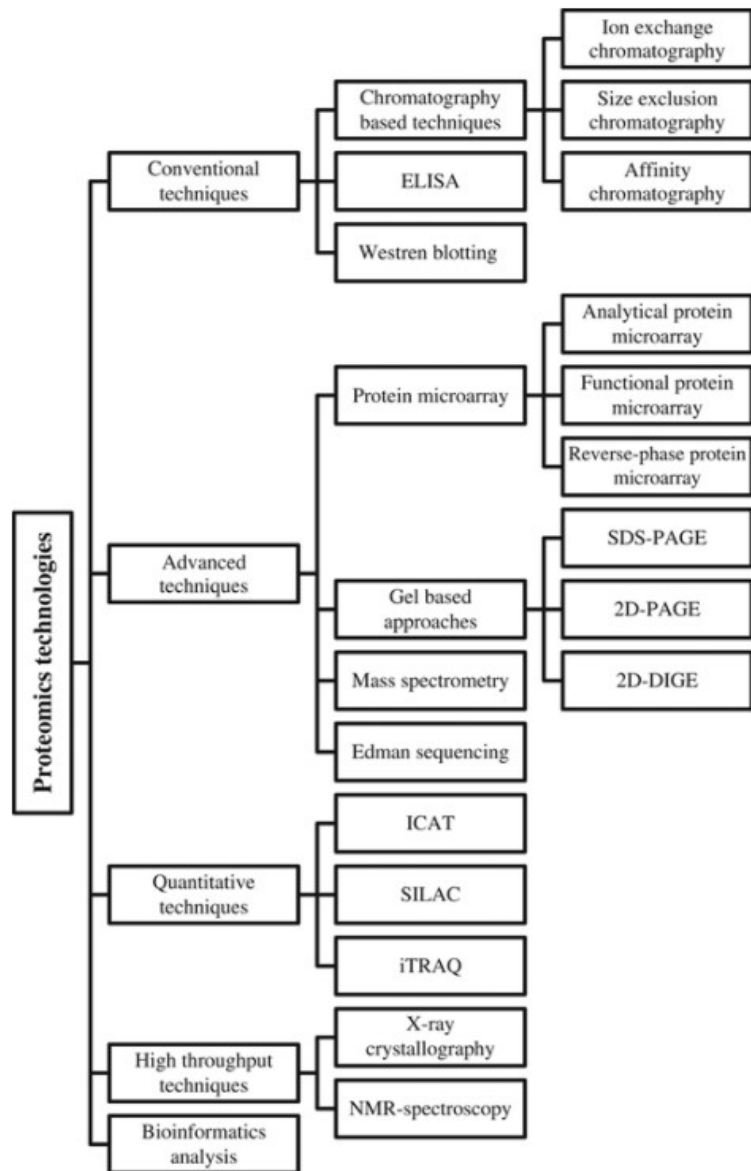 Proteomics technologies
Conventional
techniques
Chromatography
based techniques
Ion exchange
chromatography
Size exclusion
chromatography
Affinity
chromatography
ELISA
Westren blotting
Advanced
techniques
Protein microarray
Analytical protein
microarray
Functional protein
microarray
Reverse-phase protein
microarray
Gel based
approaches
SDS-PAGE
2D-PAGE
2D-DIGE
Mass spectrometry
Edman sequencing
Quantitative
techniques
ICAT
SILAC
iTRAQ
High throughput
techniques
X-ray
crystallography
NMR-spectroscopy
Bioinformatics
analysis